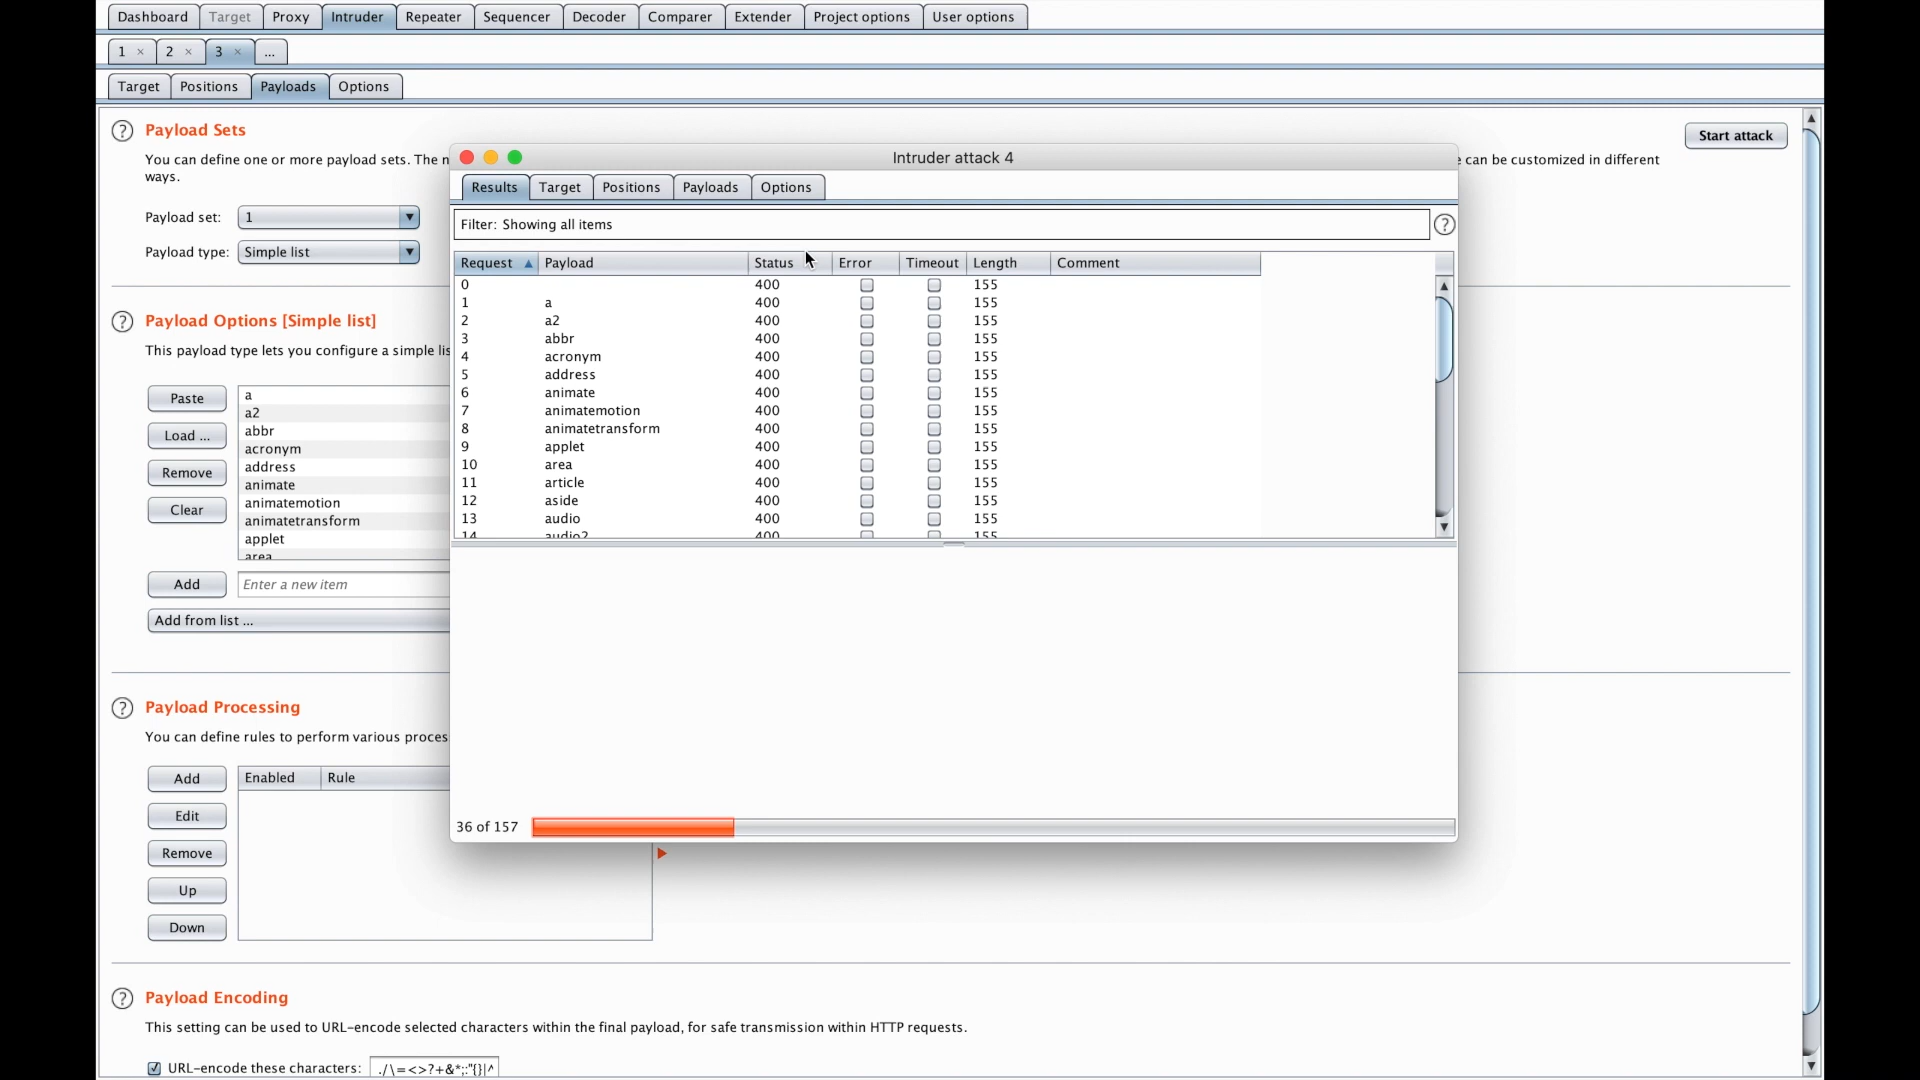 Dashboard Target Proxy Intruder Repeater Sequencer Decoder Comparer Extender Project options User options
1 × 2 × 3 × ...
Target Positions Payloads Options
? Payload Sets
Start attack
You can define one or more payload sets. The n
e can be customized in different
ways.
Payload set: 1
Payload type: Simple list
? Payload Options [Simple list]
This payload type lets you configure a simple lis
Paste
Load ...
Remove
Clear
a
a2
abbr
acronym
address
animate
animatemotion
animatetransform
applet
area
Add Enter a new item
Add from list ...
? Payload Processing
You can define rules to perform various proces
Add
Edit
Remove
Up
Down
Enabled Rule
? Payload Encoding
This setting can be used to URL-encode selected characters within the final payload, for safe transmission within HTTP requests.
URL-encode these characters: ./\=<>?+&*;:"{}|^
Intruder attack 4
Results Target Positions Payloads Options
Filter: Showing all items ?
Request Payload Status Error Timeout Length Comment
0 400 155
1 a 400 155
2 a2 400 155
3 abbr 400 155
4 acronym 400 155
5 address 400 155
6 animate 400 155
7 animatemotion 400 155
8 animatetransform 400 155
9 applet 400 155
10 area 400 155
11 article 400 155
12 aside 400 155
13 audio 400 155
14 audio2 400 155
36 of 157